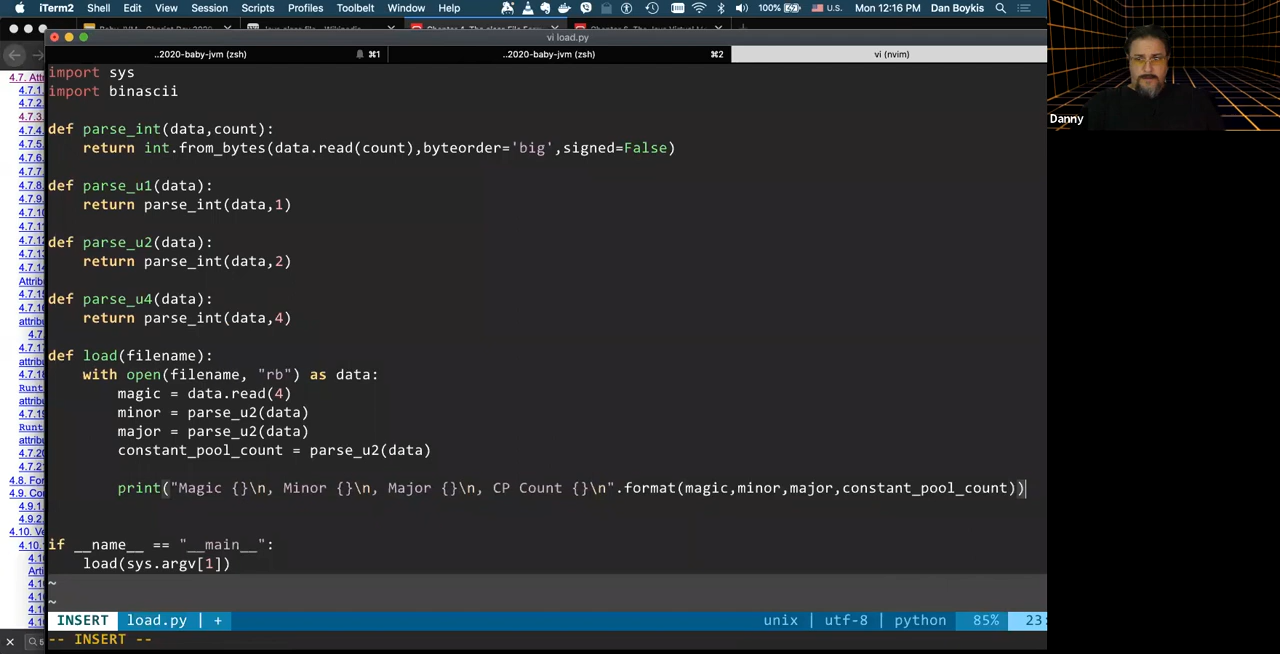 iTerm2 Shell Edit View Session Scripts Profiles Toolbelt Window Help 100% U.S. Mon 12:16 PM Dan Boykis
vi load.py
..2020-baby-jvm (zsh) ⌘1 ..2020-baby-jvm (zsh) ⌘2 vi (nvim)
import sys
import binascii
def parse_int(data,count):
return int.from_bytes(data.read(count),byteorder='big',signed=False)
def parse_u1(data):
return parse_int(data,1)
def parse_u2(data):
return parse_int(data,2)
def parse_u4(data):
return parse_int(data,4)
def load(filename):
with open(filename, "rb") as data:
magic = data.read(4)
minor = parse_u2(data)
major = parse_u2(data)
constant_pool_count = parse_u2(data)
print("Magic {}\n, Minor {}\n, Major {}\n, CP Count {}\n".format(magic,minor,major,constant_pool_count))
if __name__ == "__main__":
load(sys.argv[1])
~
~
INSERT load.py | + unix | utf-8 | python 85% 23:
-- INSERT --
Danny